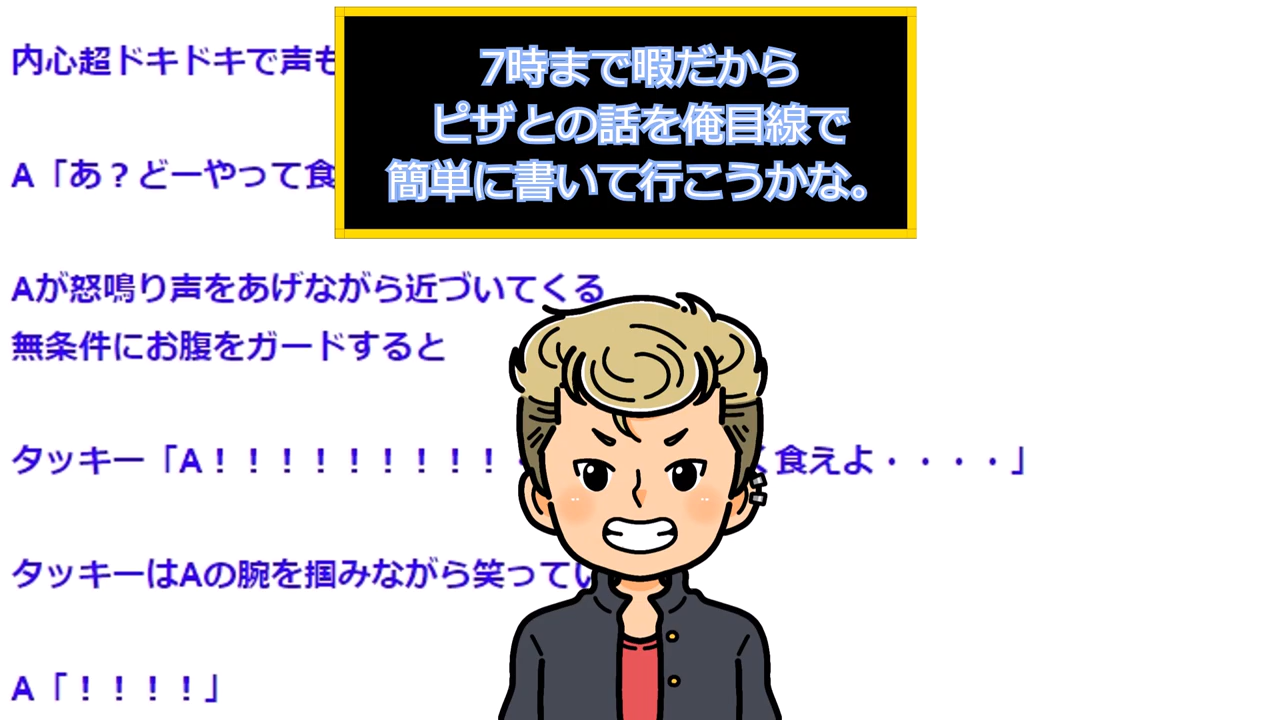 7時まで暇だから
ピザとの話を俺目線で
簡単に書いて行こうかな。
内心超ドキドキで声も
A「あ？どーやって食
Aが怒鳴り声をあげながら近づいてくる
無条件にお腹をガードすると
タッキー「A！！！！！！！！！・
く食えよ・・・・」
タッキーはAの腕を掴みながら笑ってい
A「！！！！」